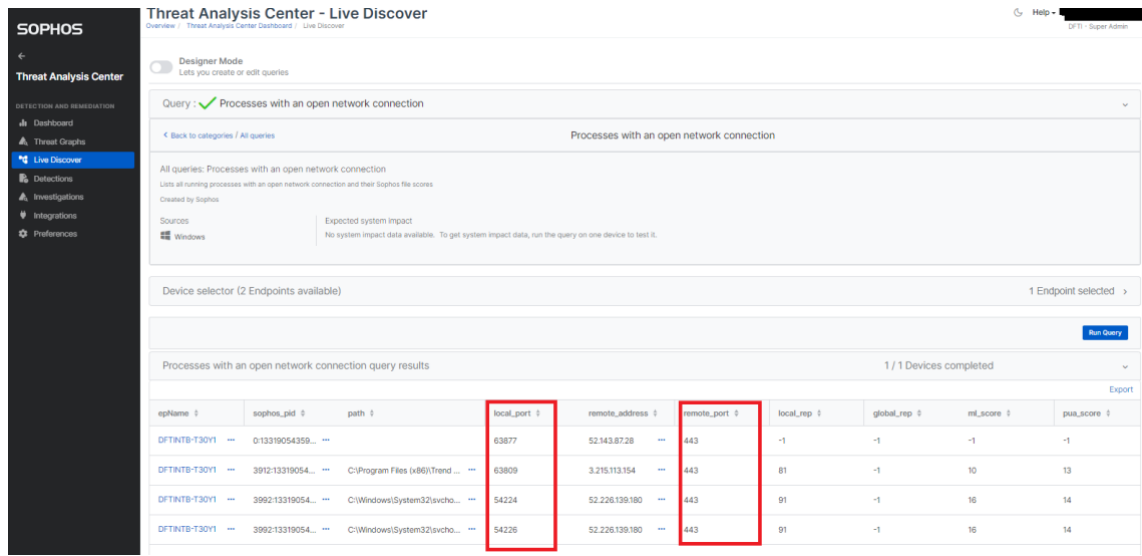 SOPHOS
Threat Analysis Center
DETECTION AND REMEDIATION
Dashboard
Threat Graphs
Live Discover
Detections
Investigations
Integrations
Preferences
Threat Analysis Center - Live Discover
Overview / Threat Analysis Center Dashboard / Live Discover
Help
DFTI - Super Admin
Designer Mode
Lets you create or edit queries
Query : Processes with an open network connection
Back to categories / All queries
Processes with an open network connection
All queries: Processes with an open network connection
Lists all running processes with an open network connection and their Sophos file scores
Created by Sophos
Sources
Windows
Expected system impact
No system impact data available. To get system impact data, run the query on one device to test it.
Device selector (2 Endpoints available) 1 Endpoint selected
Run Query
Processes with an open network connection query results 1 / 1 Devices completed
Export
epName sophos_pid path local_port remote_address remote_port local_rep global_rep ml_score pua_score
DFTINTB-T30Y1 ••• 0:13319054359... ••• 63877 52.143.87.28 ••• 443 -1 -1 -1 -1
DFTINTB-T30Y1 ••• 3912:13319054... ••• C:\Program Files (x86)\Trend ... ••• 63809 3.215.113.154 ••• 443 81 -1 10 13
DFTINTB-T30Y1 ••• 3992:13319054... ••• C:\Windows\System32\svcho... ••• 54224 52.226.139.180 ••• 443 91 -1 16 14
DFTINTB-T30Y1 ••• 3992:13319054... ••• C:\Windows\System32\svcho... ••• 54226 52.226.139.180 ••• 443 91 -1 16 14